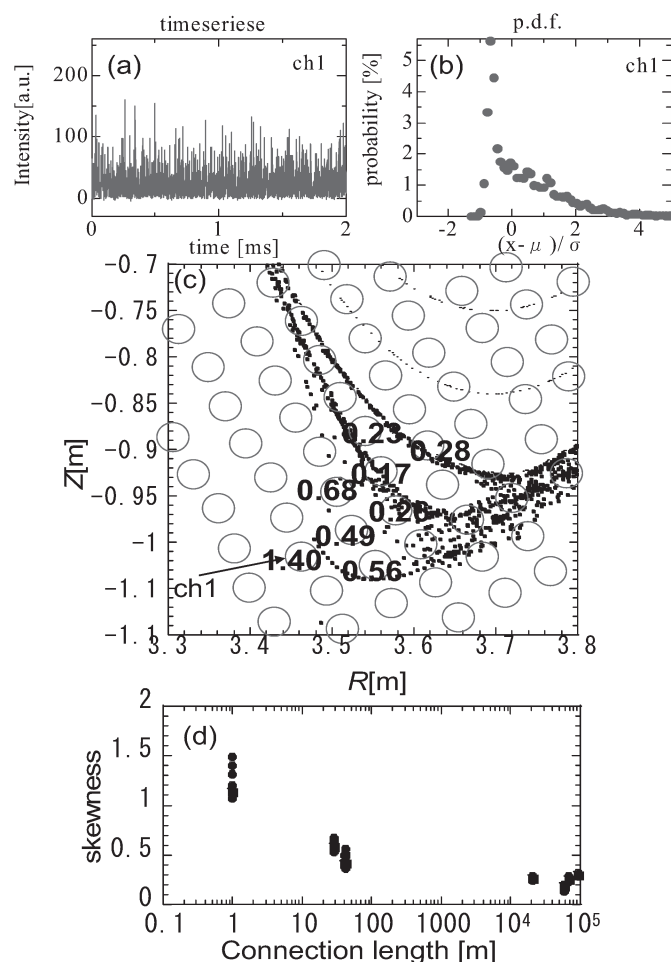 timeseriese
p.d.f.
(a)
ch1
Intensity[a.u.]
200
100
0
0
1
2
time [ms]
(b)
ch1
probability [%]
5
4
3
2
1
0
-2
0
2
4
(x-μ)/σ
(c)
Z[m]
-0.7
-0.75
-0.8
-0.85
-0.9
-0.95
-1
-1.05
-1.1
3.3
3.4
3.5
3.6
3.7
3.8
R[m]
0.23
0.28
0.17
0.68
0.49
1.40
0.56
ch1
(d)
skewness
2
1.5
1
0.5
0
0.1
1
10
100
1000
10⁴
10⁵
Connection length [m]